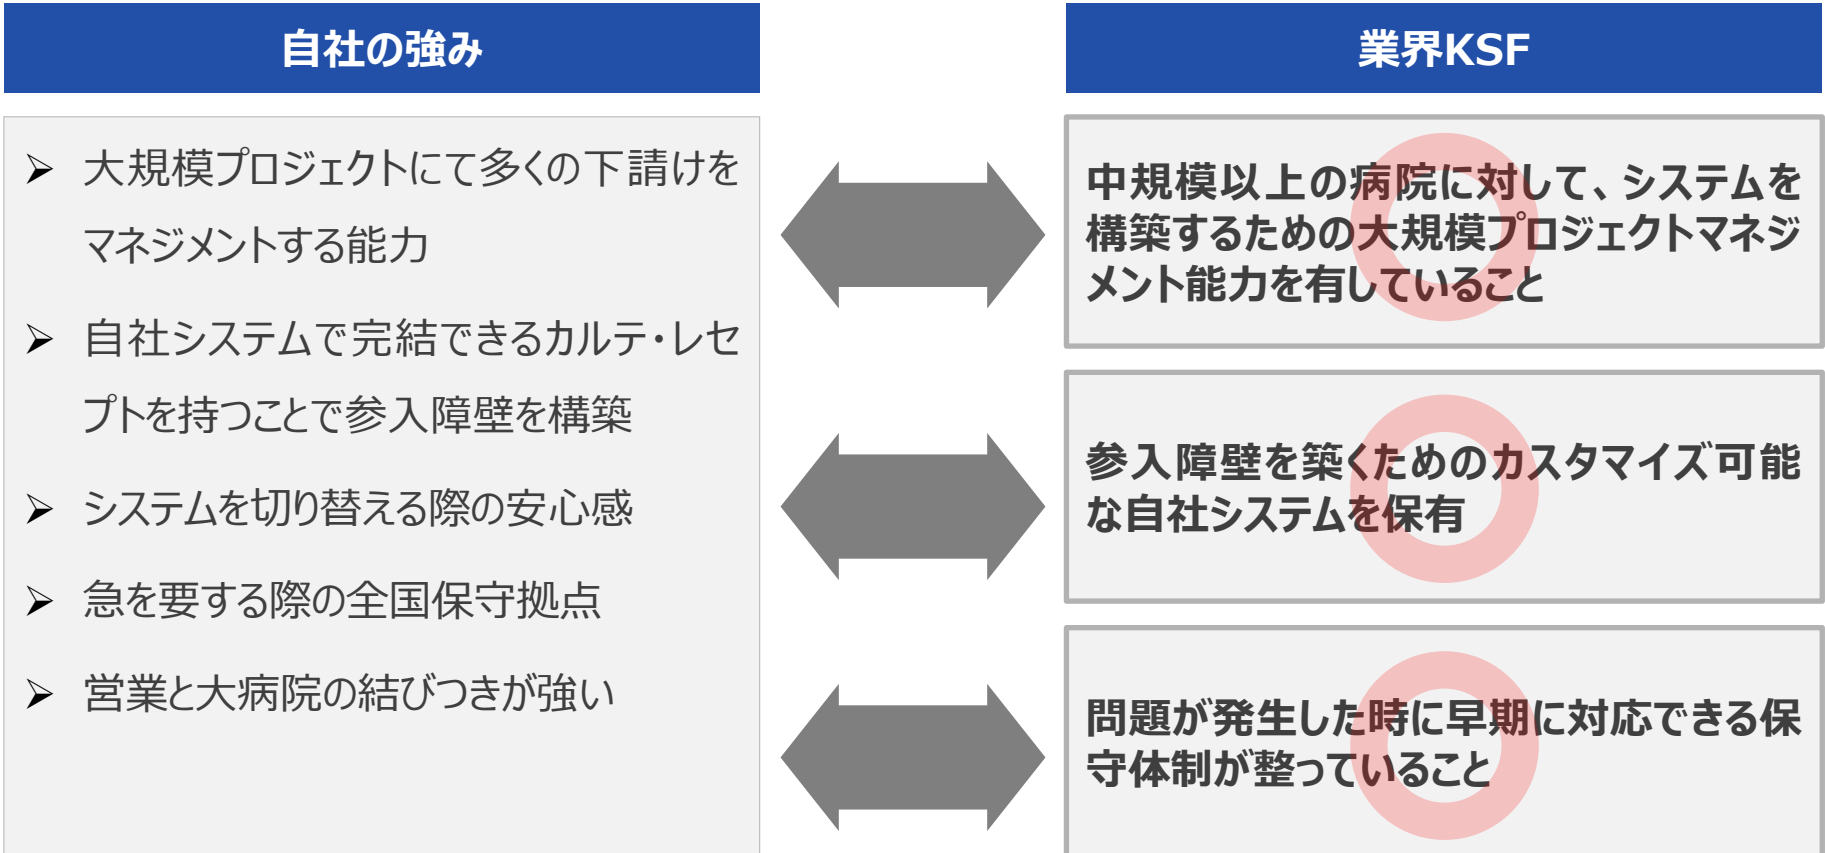 自社の強み
大規模プロジェクトにて多くの下請けを
マネジメントする能力
自社システムで完結できるカルテ・レセ
プトを持つことで参入障壁を構築
システムを切り替える際の安心感
急を要する際の全国保守拠点
営業と大病院の結びつきが強い
業界KSF
中規模以上の病院に対して、システムを
構築するための大規模プロジェクトマネジ
メント能力を有していること
参入障壁を築くためのカスタマイズ可能
な自社システムを保有
問題が発生した時に早期に対応できる保
守体制が整っていること